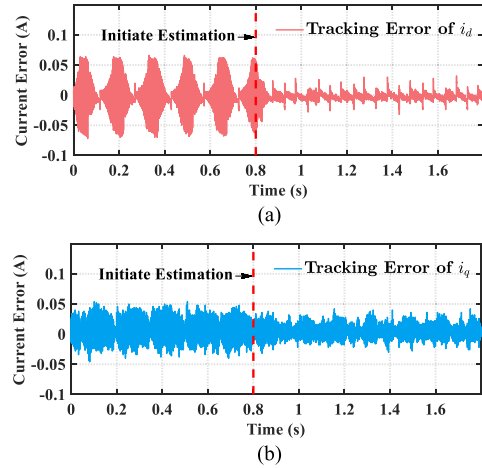 0.1
Initiate Estimation
Tracking Error of i_d
0.05
0
-0.05
-0.1
Current Error (A)
0 0.2 0.4 0.6 0.8 1 1.2 1.4 1.6
Time (s)
(a)
0.1
Initiate Estimation
Tracking Error of i_q
0.05
0
-0.05
-0.1
Current Error (A)
0 0.2 0.4 0.6 0.8 1 1.2 1.4 1.6
Time (s)
(b)